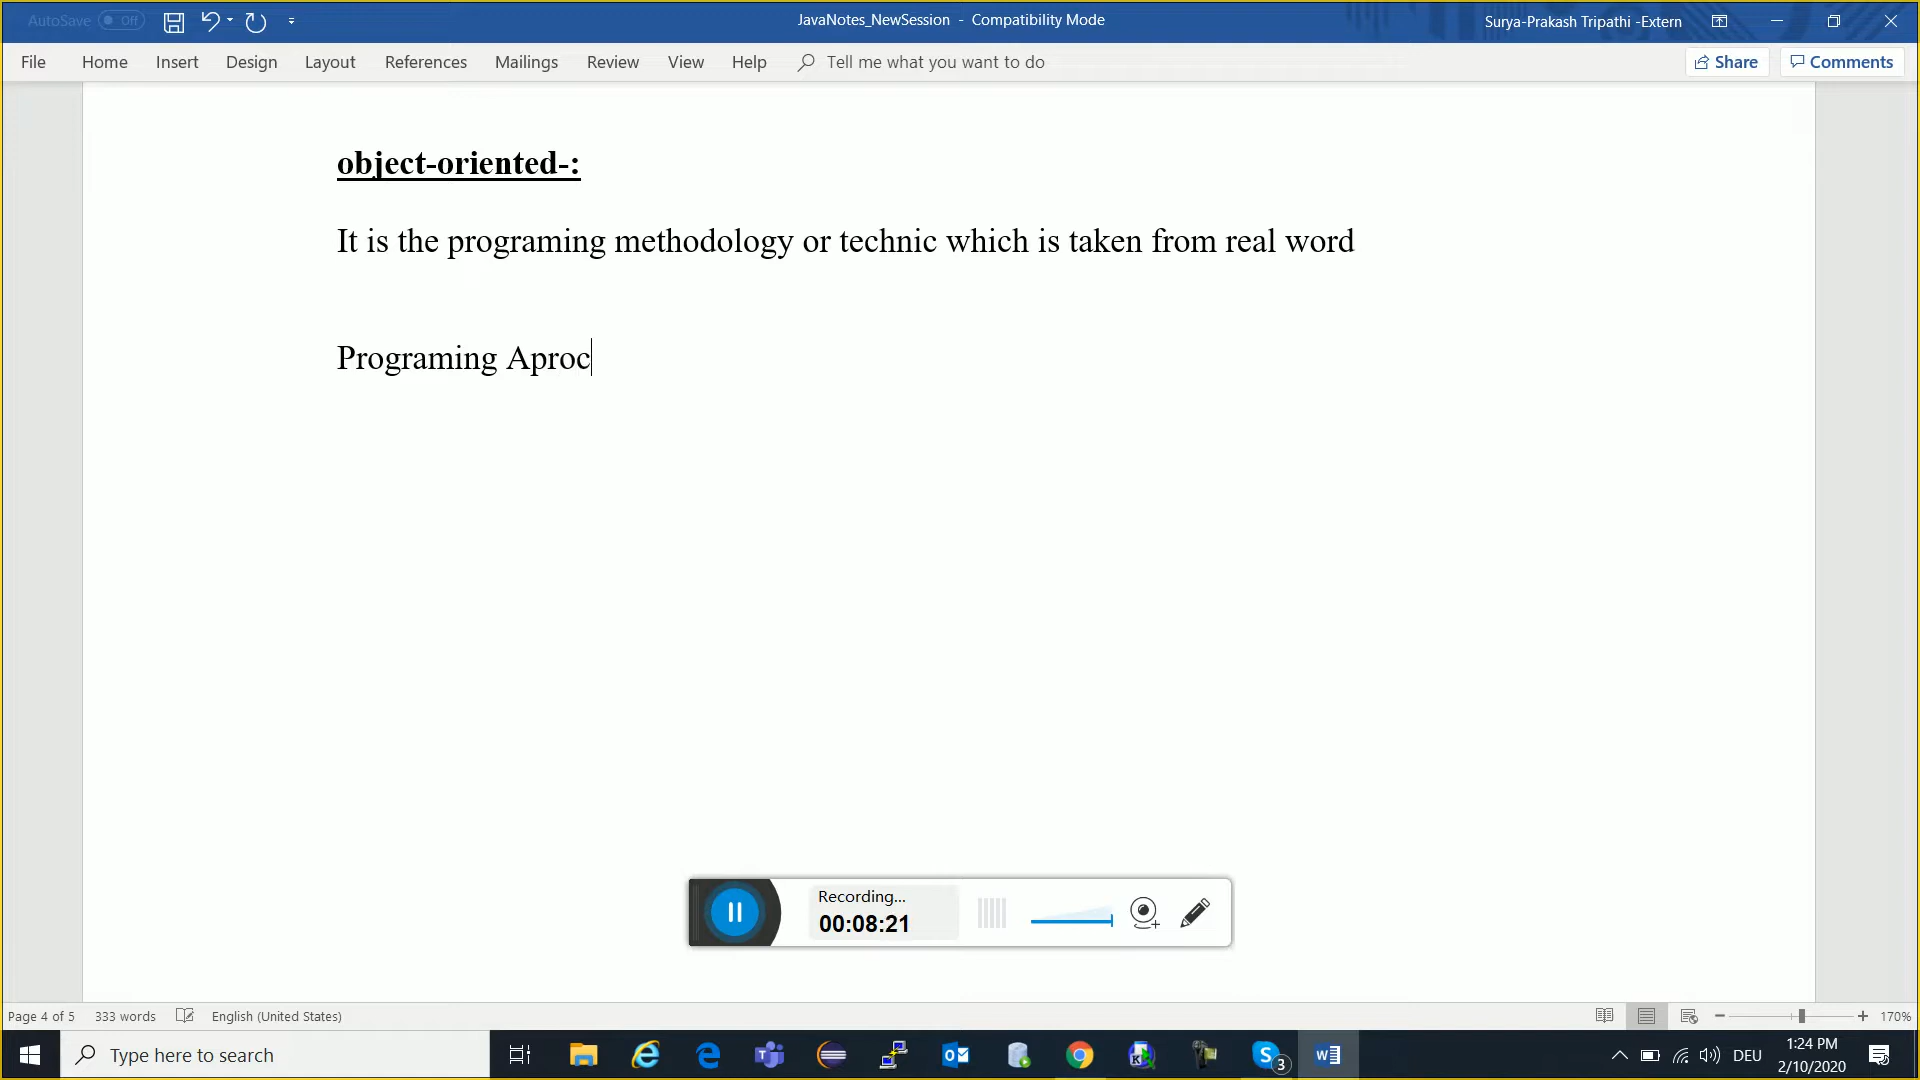 AutoSave Off JavaNotes_NewSession - Compatibility Mode Surya-Prakash Tripathi -Extern
File Home Insert Design Layout References Mailings Review View Help Tell me what you want to do Share Comments
object-oriented-:
It is the programing methodology or technic which is taken from real word
Programing Aproc
Recording...
00:08:21
Page 4 of 5 333 words English (United States) 170%
Type here to search DEU 1:24 PM
2/10/2020
3